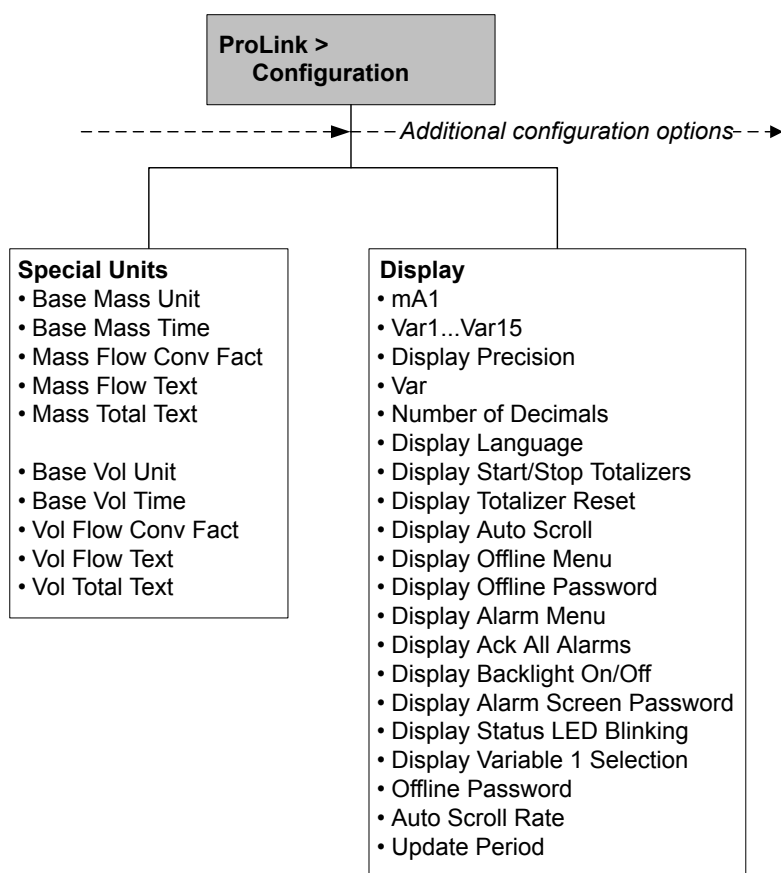 ProLink >
Configuration
Additional configuration options
Special Units
• Base Mass Unit
• Base Mass Time
• Mass Flow Conv Fact
• Mass Flow Text
• Mass Total Text
• Base Vol Unit
• Base Vol Time
• Vol Flow Conv Fact
• Vol Flow Text
• Vol Total Text
Display
• mA1
• Var1...Var15
• Display Precision
• Var
• Number of Decimals
• Display Language
• Display Start/Stop Totalizers
• Display Totalizer Reset
• Display Auto Scroll
• Display Offline Menu
• Display Offline Password
• Display Alarm Menu
• Display Ack All Alarms
• Display Backlight On/Off
• Display Alarm Screen Password
• Display Status LED Blinking
• Display Variable 1 Selection
• Offline Password
• Auto Scroll Rate
• Update Period